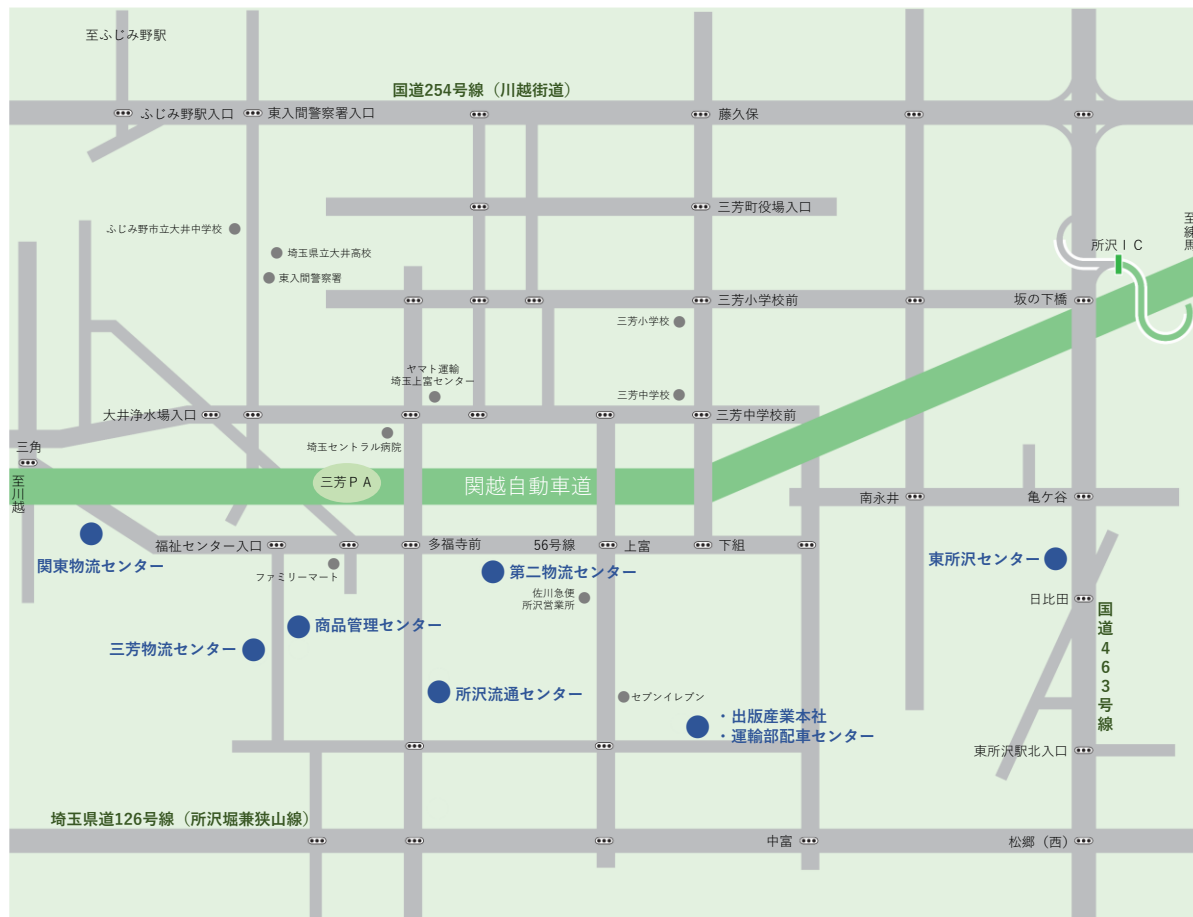 至ふじみ野駅
国道254号線（川越街道）
ふじみ野駅入口
東入間警察署入口
藤久保
三芳町役場入口
ふじみ野市立大井中学校
埼玉県立大井高校
東入間警察署
所沢ＩＣ
至練馬
三芳小学校前
坂の下橋
三芳小学校
ヤマト運輸
埼玉上富センター
三芳中学校
大井浄水場入口
三芳中学校前
埼玉セントラル病院
三角
至川越
三芳ＰＡ
関越自動車道
南永井
亀ケ谷
福祉センター入口
多福寺前
56号線
上富
下組
関東物流センター
ファミリーマート
第二物流センター
東所沢センター
佐川急便
所沢営業所
日比田
国道463号線
商品管理センター
三芳物流センター
所沢流通センター
セブンイレブン
・出版産業本社
・運輸部配車センター
東所沢駅北入口
埼玉県道126号線（所沢堀兼狭山線）
中富
松郷（西）